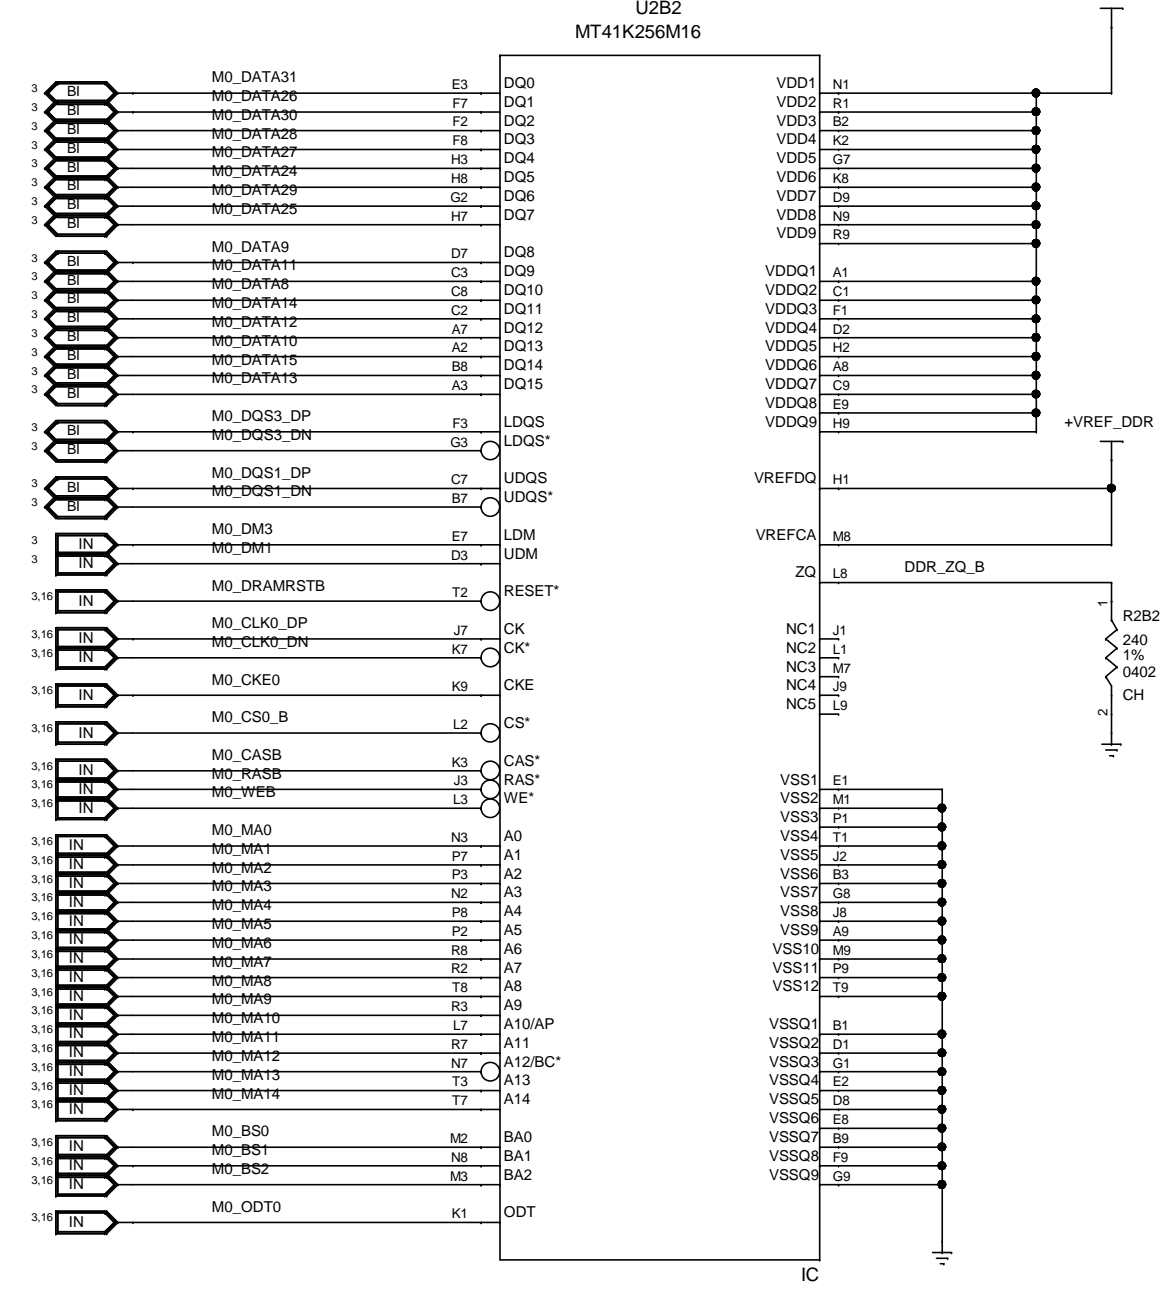 U2B2
MT41K256M16
3 BI M0_DATA31 E3 DQ0
3 BI M0_DATA26 F7 DQ1
3 BI M0_DATA30 F2 DQ2
3 BI M0_DATA28 F8 DQ3
3 BI M0_DATA27 H3 DQ4
3 BI M0_DATA24 H8 DQ5
3 BI M0_DATA29 G2 DQ6
3 BI M0_DATA25 H7 DQ7
3 BI M0_DATA9 D7 DQ8
3 BI M0_DATA11 C3 DQ9
3 BI M0_DATA8 C8 DQ10
3 BI M0_DATA14 C2 DQ11
3 BI M0_DATA12 A7 DQ12
3 BI M0_DATA10 A2 DQ13
3 BI M0_DATA15 B8 DQ14
3 BI M0_DATA13 A3 DQ15
3 BI M0_DQS3_DP F3 LDQS
3 BI M0_DQS3_DN G3 LDQS*
3 BI M0_DQS1_DP C7 UDQS
3 BI M0_DQS1_DN B7 UDQS*
3 IN M0_DM3 E7 LDM
3 IN M0_DM1 D3 UDM
3,16 IN M0_DRAMRSTB T2 RESET*
3,16 IN M0_CLK0_DP J7 CK
3,16 IN M0_CLK0_DN K7 CK*
3,16 IN M0_CKE0 K9 CKE
3,16 IN M0_CS0_B L2 CS*
3,16 IN M0_CASB K3 CAS*
3,16 IN M0_RASB J3 RAS*
3,16 IN M0_WEB L3 WE*
3,16 IN M0_MA0 N3 A0
3,16 IN M0_MA1 P7 A1
3,16 IN M0_MA2 P3 A2
3,16 IN M0_MA3 N2 A3
3,16 IN M0_MA4 P8 A4
3,16 IN M0_MA5 P2 A5
3,16 IN M0_MA6 R8 A6
3,16 IN M0_MA7 R2 A7
3,16 IN M0_MA8 T8 A8
3,16 IN M0_MA9 R3 A9
3,16 IN M0_MA10 L7 A10/AP
3,16 IN M0_MA11 R7 A11
3,16 IN M0_MA12 N7 A12/BC*
3,16 IN M0_MA13 T3 A13
3,16 IN M0_MA14 T7 A14
3,16 IN M0_BS0 M2 BA0
3,16 IN M0_BS1 N8 BA1
3,16 IN M0_BS2 M3 BA2
3,16 IN M0_ODT0 K1 ODT
VDD1 N1
VDD2 R1
VDD3 B2
VDD4 K2
VDD5 G7
VDD6 K8
VDD7 D9
VDD8 N9
VDD9 R9
VDDQ1 A1
VDDQ2 C1
VDDQ3 F1
VDDQ4 D2
VDDQ5 H2
VDDQ6 A8
VDDQ7 C9
VDDQ8 E9
VDDQ9 H9
+VREF_DDR
VREFDQ H1
VREFCA M8
ZQ L8 DDR_ZQ_B
1
R2B2
240
1%
0402
CH
2
NC1 J1
NC2 L1
NC3 M7
NC4 J9
NC5 L9
VSS1 E1
VSS2 M1
VSS3 P1
VSS4 T1
VSS5 J2
VSS6 B3
VSS7 G8
VSS8 J8
VSS9 A9
VSS10 M9
VSS11 P9
VSS12 T9
VSSQ1 B1
VSSQ2 D1
VSSQ3 G1
VSSQ4 E2
VSSQ5 D8
VSSQ6 E8
VSSQ7 B9
VSSQ8 F9
VSSQ9 G9
IC